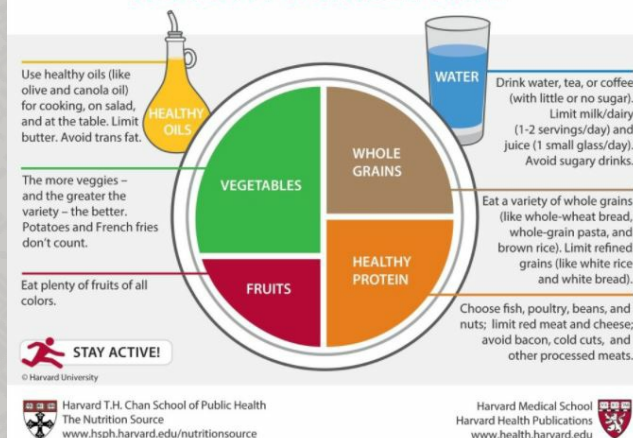 Use healthy oils (like
olive and canola oil)
for cooking, on salad,
and at the table. Limit
butter. Avoid trans fat.
HEALTHY
OILS
The more veggies –
and the greater the
variety – the better.
Potatoes and French fries
don't count.
Eat plenty of fruits of all
colors.
STAY ACTIVE!
© Harvard University
VEGETABLES
FRUITS
WHOLE
GRAINS
HEALTHY
PROTEIN
WATER
Drink water, tea, or coffee
(with little or no sugar).
Limit milk/dairy
(1-2 servings/day) and
juice (1 small glass/day).
Avoid sugary drinks.
Eat a variety of whole grains
(like whole-wheat bread,
whole-grain pasta, and
brown rice). Limit refined
grains (like white rice
and white bread).
Choose fish, poultry, beans, and
nuts; limit red meat and cheese;
avoid bacon, cold cuts, and
other processed meats.
Harvard T.H. Chan School of Public Health
The Nutrition Source
www.hsph.harvard.edu/nutritionsource
Harvard Medical School
Harvard Health Publications
www.health.harvard.edu